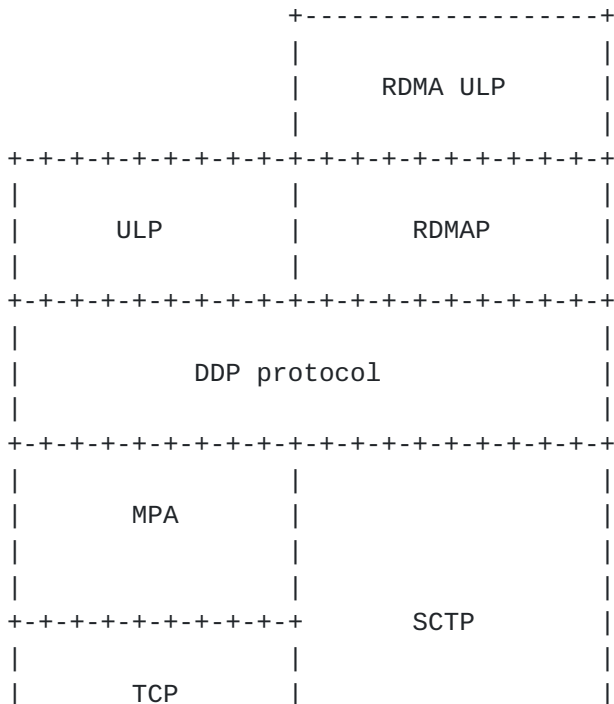 RDMA ULP
ULP RDMAP
DDP protocol
MPA
SCTP
TCP